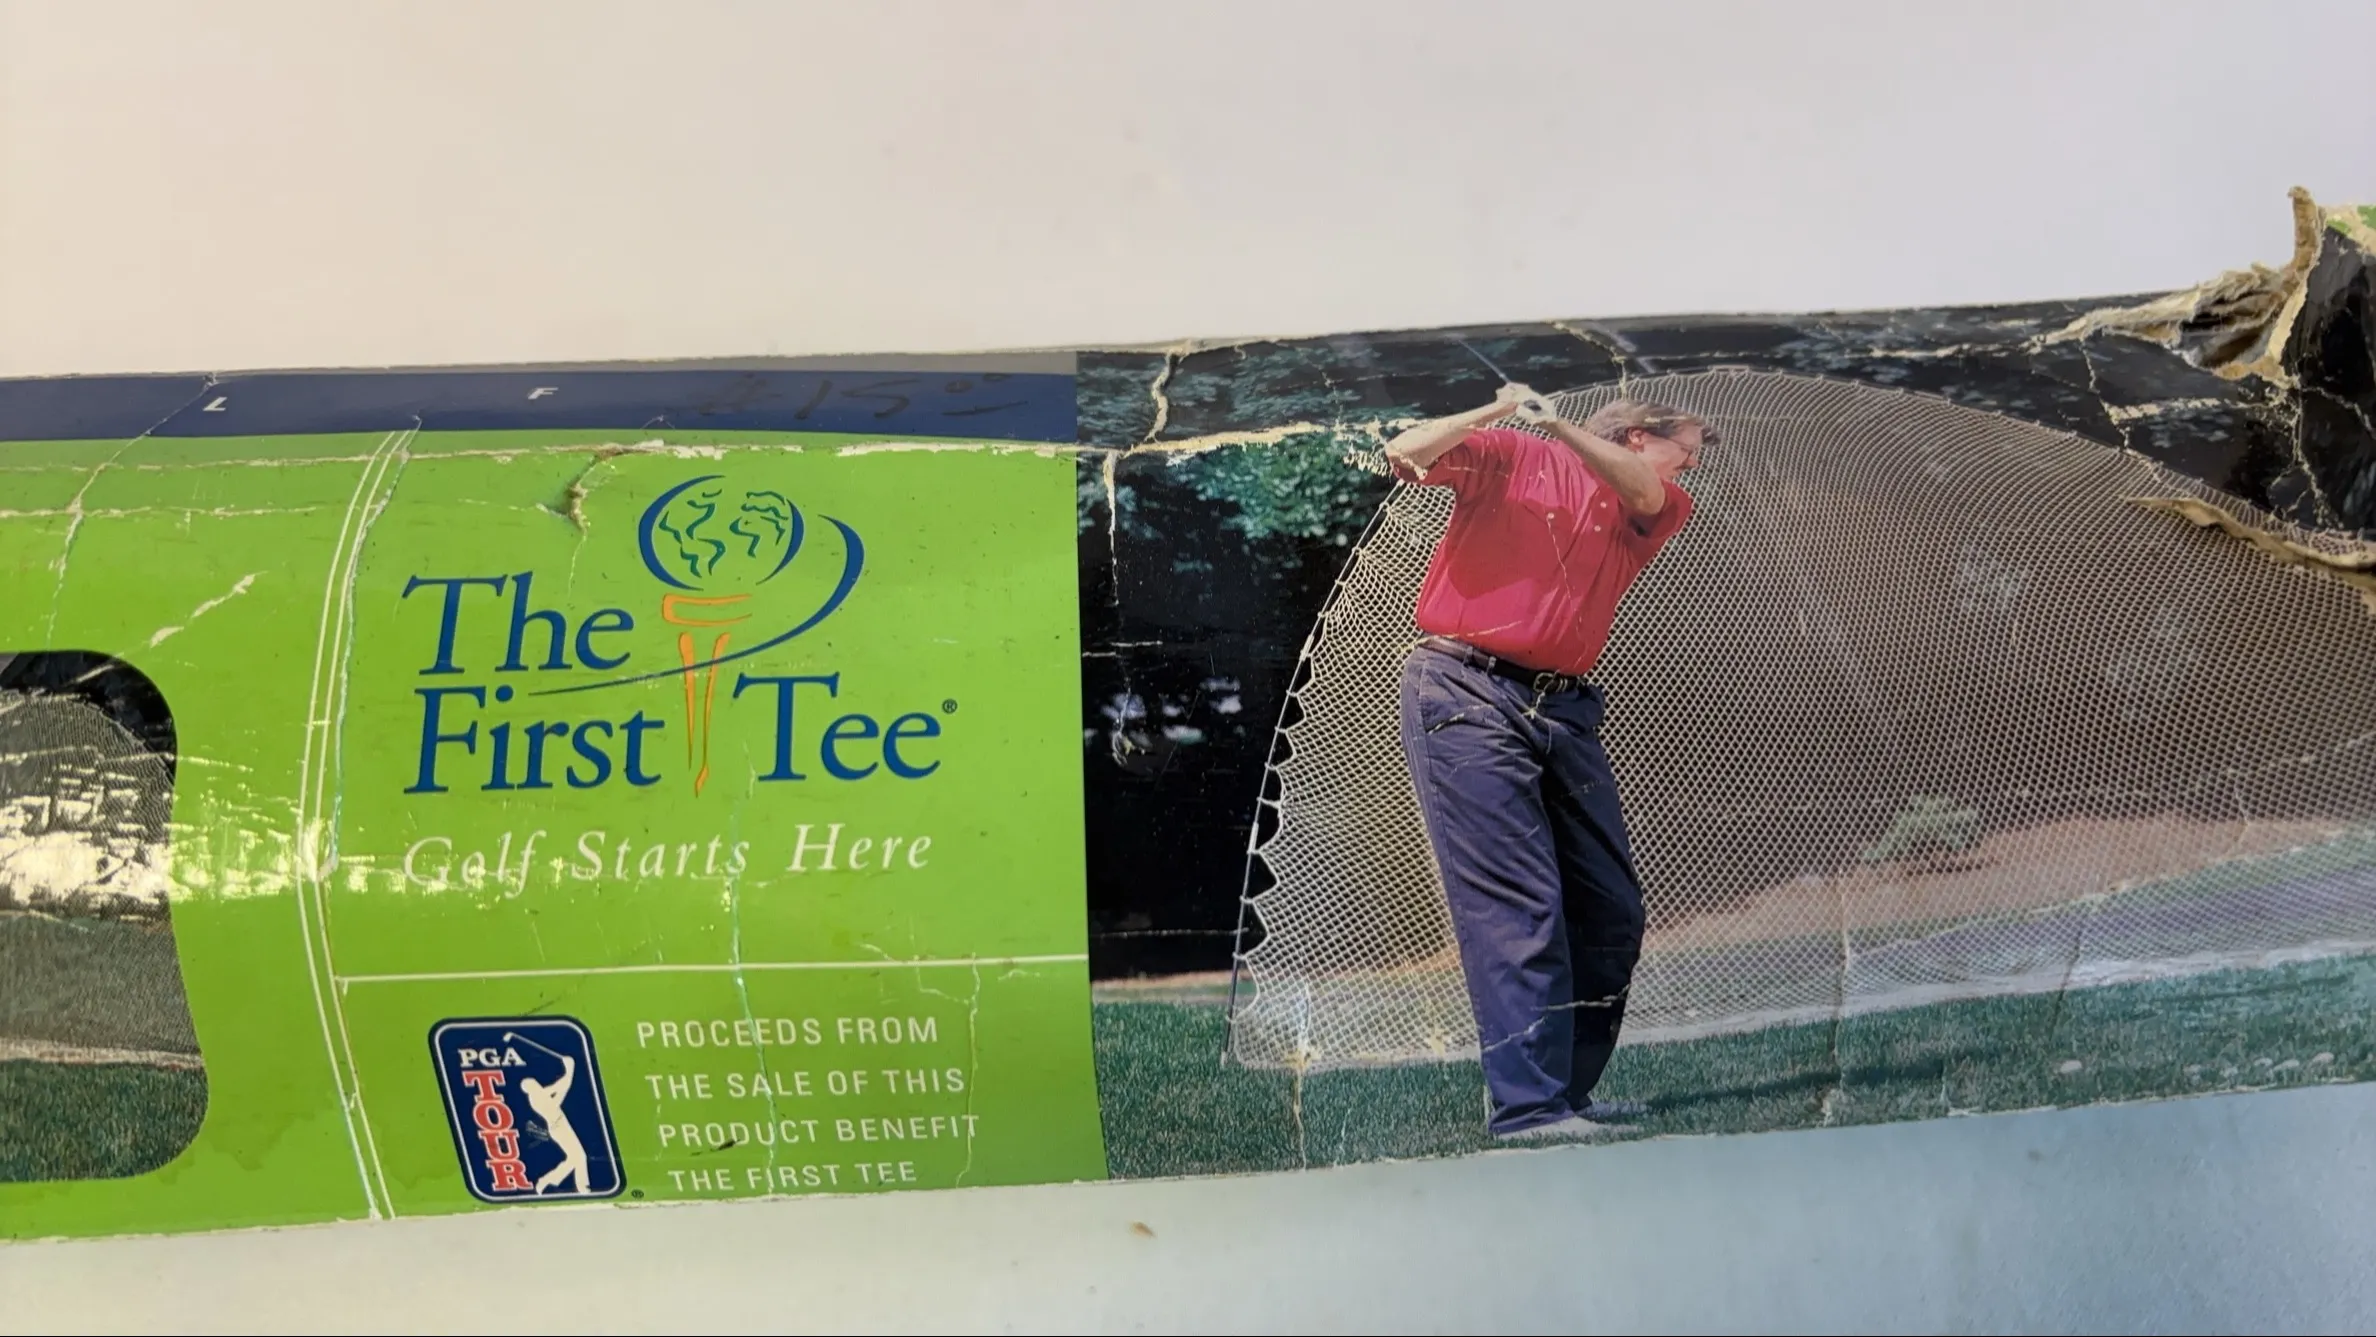 L F
The
First Tee®
Golf Starts Here
PGA
TOUR
®
PROCEEDS FROM
THE SALE OF THIS
PRODUCT BENEFIT
THE FIRST TEE